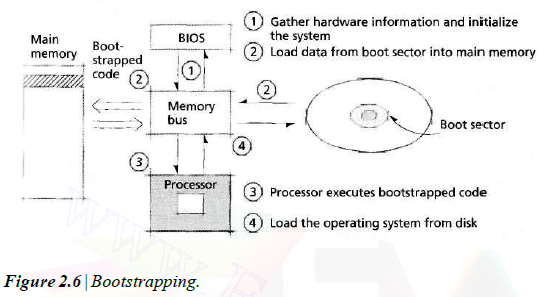 Main
memory
Boot-
strapped
code
BIOS
1
2
Memory
bus
2
3
4
Processor
Boot sector
1 Gather hardware information and initialize
the system
2 Load data from boot sector into main memory
3 Processor executes bootstrapped code
4 Load the operating system from disk
Figure 2.6 | Bootstrapping.